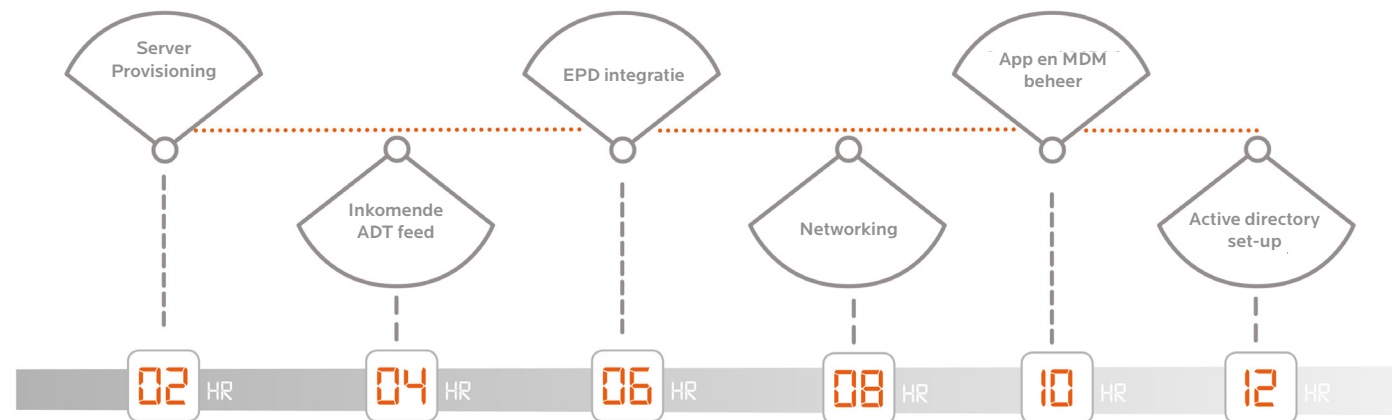 Server
Provisioning
EPD integratie
App en MDM
beheer
Inkomende
ADT feed
Networking
Active directory
set-up
02 HR
04 HR
06 HR
08 HR
10 HR
12 HR